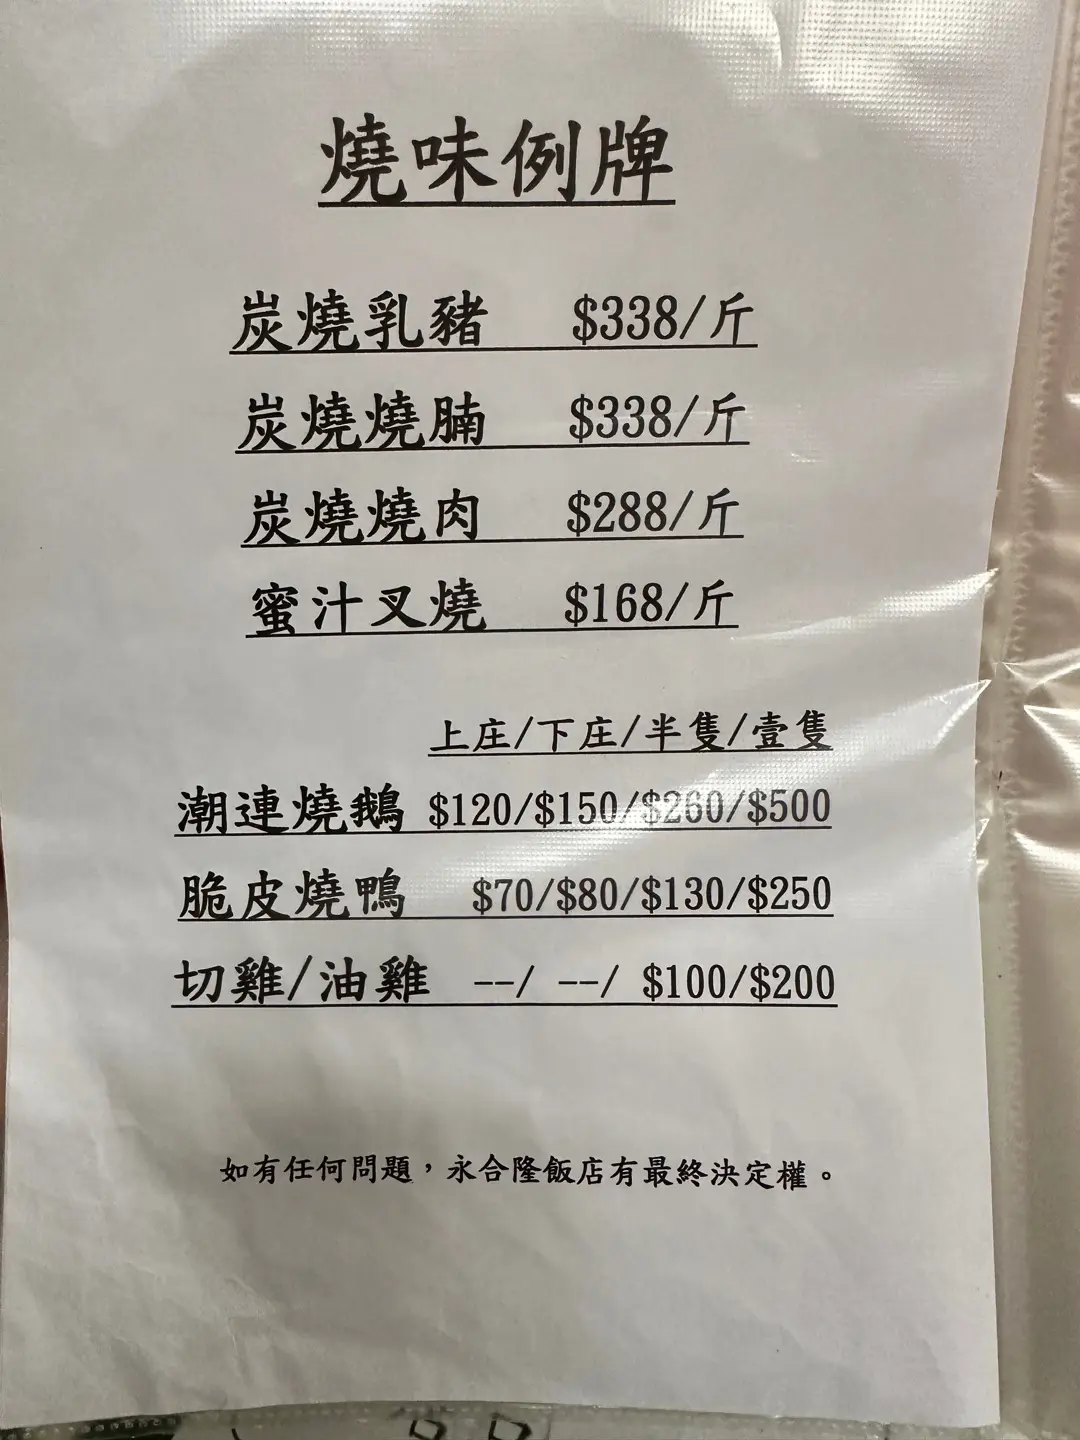 燒味例牌
炭燒乳豬 $338/斤
炭燒燒腩 $338/斤
炭燒燒肉 $288/斤
蜜汁叉燒 $168/斤
上庄/下庄/半隻/壹隻
潮連燒鵝 $120/$150/$260/$500
脆皮燒鴨 $70/$80/$130/$250
切雞/油雞 --/ --/ $100/$200
如有任何問題，永合隆飯店有最終決定權。